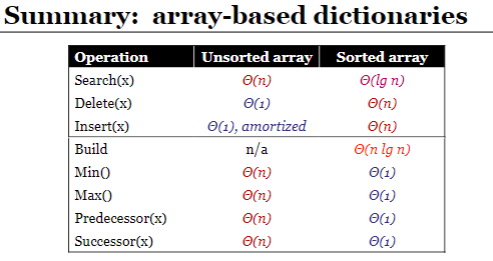 Summary: array-based dictionaries
Operation Unsorted array Sorted array
Search(x) Θ(n) Θ(lg n)
Delete(x) Θ(1) Θ(n)
Insert(x) Θ(1), amortized Θ(n)
Build n/a Θ(n lg n)
Min() Θ(n) Θ(1)
Max() Θ(n) Θ(1)
Predecessor(x) Θ(n) Θ(1)
Successor(x) Θ(n) Θ(1)